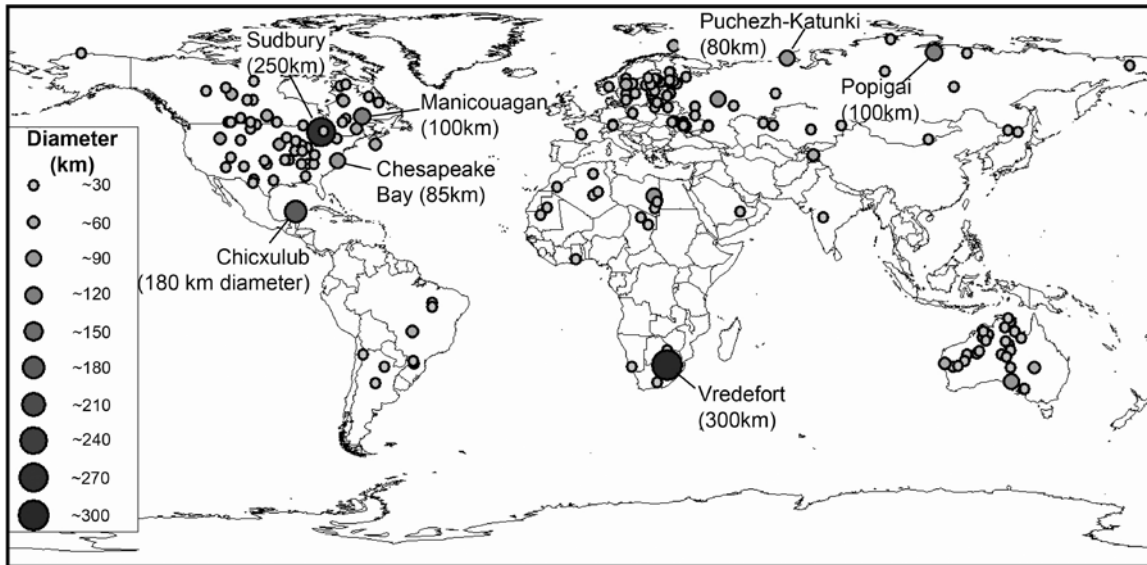 Puchezh-Katunki
(80km)
Sudbury
(250km)
Popigai
(100km)
Manicouagan
(100km)
Diameter
(km)
~30
~60
~90
~120
~150
~180
~210
~240
~270
~300
Chesapeake
Bay (85km)
Chicxulub
(180 km diameter)
Vredefort
(300km)